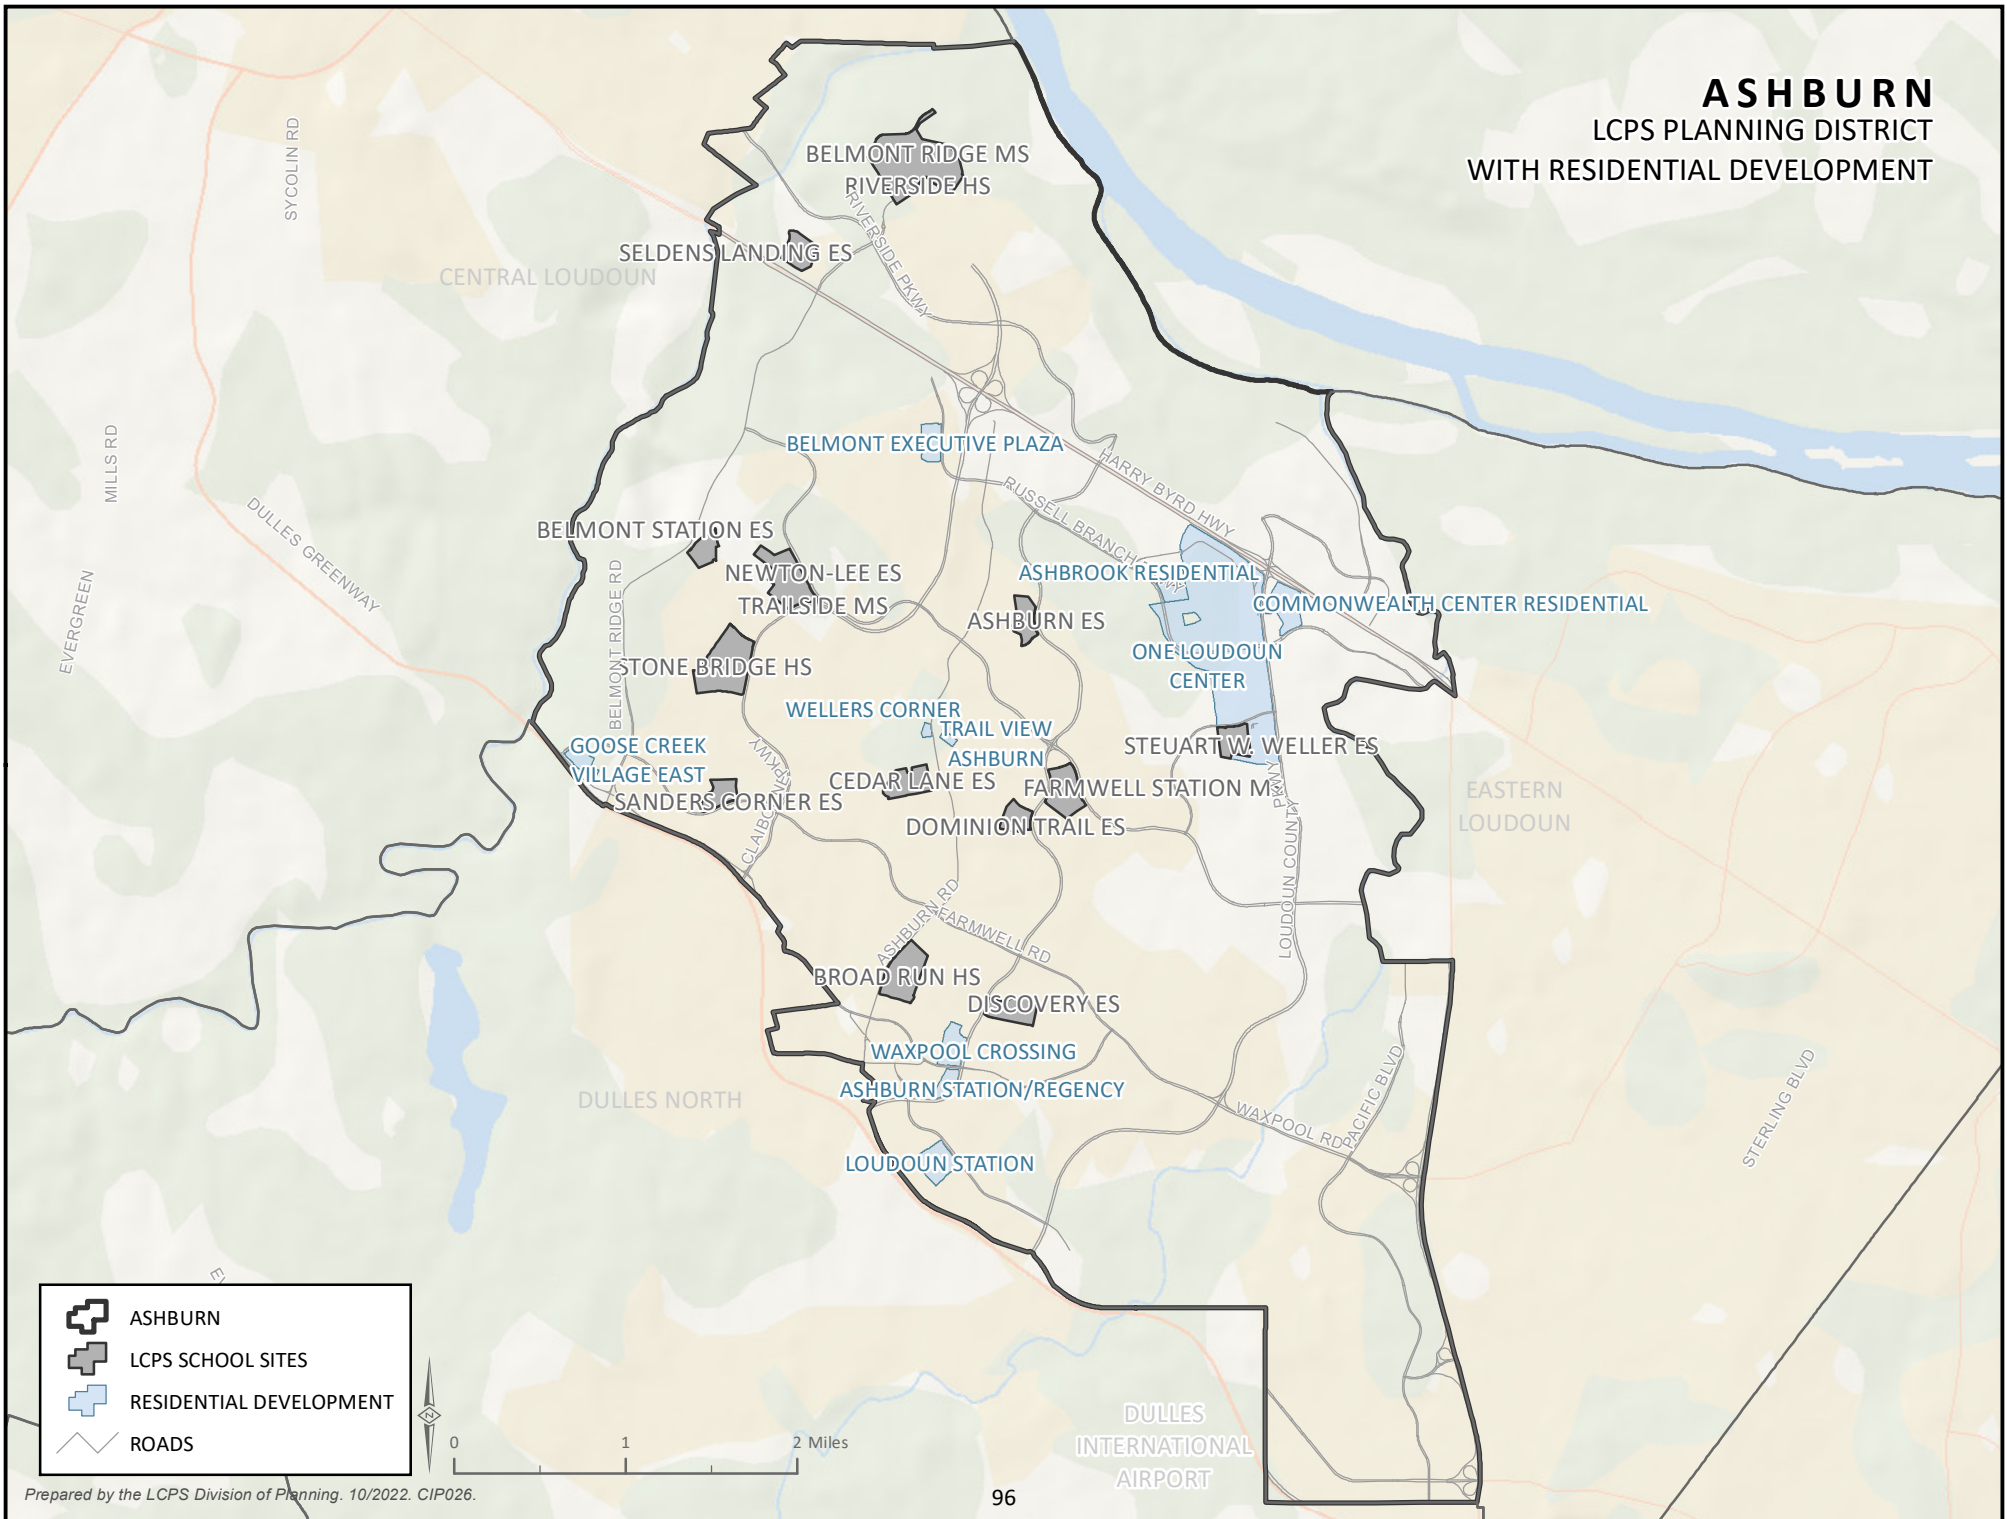 ASHBURN
LCPS PLANNING DISTRICT
WITH RESIDENTIAL DEVELOPMENT
SYCOLIN RD
BELMONT RIDGE MS
RIVERSIDE HS
RIVERSIDE PKWY
SELDENS LANDING ES
CENTRAL LOUDOUN
MILLS RD
EVERGREEN
DULLES GREENWAY
BELMONT EXECUTIVE PLAZA
HARRY BYRD HWY
RUSSELL BRANCH PKWY
BELMONT STATION ES
BELMONT RIDGE RD
NEWTON-LEE ES
TRAILSIDE MS
ASHBROOK RESIDENTIAL
COMMONWEALTH CENTER RESIDENTIAL
ASHBURN ES
ONE LOUDOUN
CENTER
STONE BRIDGE HS
WELLERS CORNER
TRAIL VIEW
ASHBURN
STEUART W. WELLER ES
GOOSE CREEK
VILLAGE EAST
CLAIBORNE PKWY
SANDERS CORNER ES
CEDAR LANE ES
FARMWELL STATION M
DOMINION TRAIL ES
LOUDOUN COUNTY PKWY
EASTERN
LOUDOUN
ASHBURN RD
FARMWELL RD
BROAD RUN HS
DISCOVERY ES
WAXPOOL CROSSING
ASHBURN STATION/REGENCY
DULLES NORTH
WAXPOOL RD
PACIFIC BLVD
STERLING BLVD
LOUDOUN STATION
EV
DULLES
INTERNATIONAL
AIRPORT
ASHBURN
LCPS SCHOOL SITES
RESIDENTIAL DEVELOPMENT
ROADS
N
0 1 2 Miles
Prepared by the LCPS Division of Planning. 10/2022. CIP026.
96